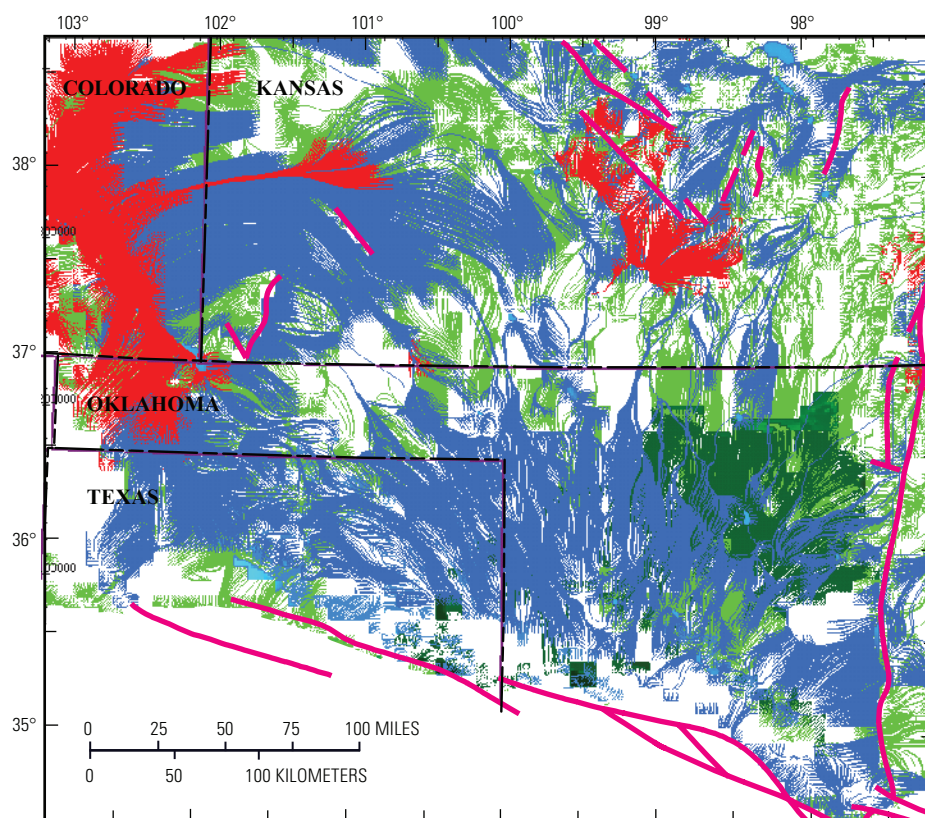 103° 102° 101° 100° 99° 98°
COLORADO KANSAS
38°
37°
OKLAHOMA
TEXAS
36°
35°
0 25 50 75 100 MILES
0 50 100 KILOMETERS